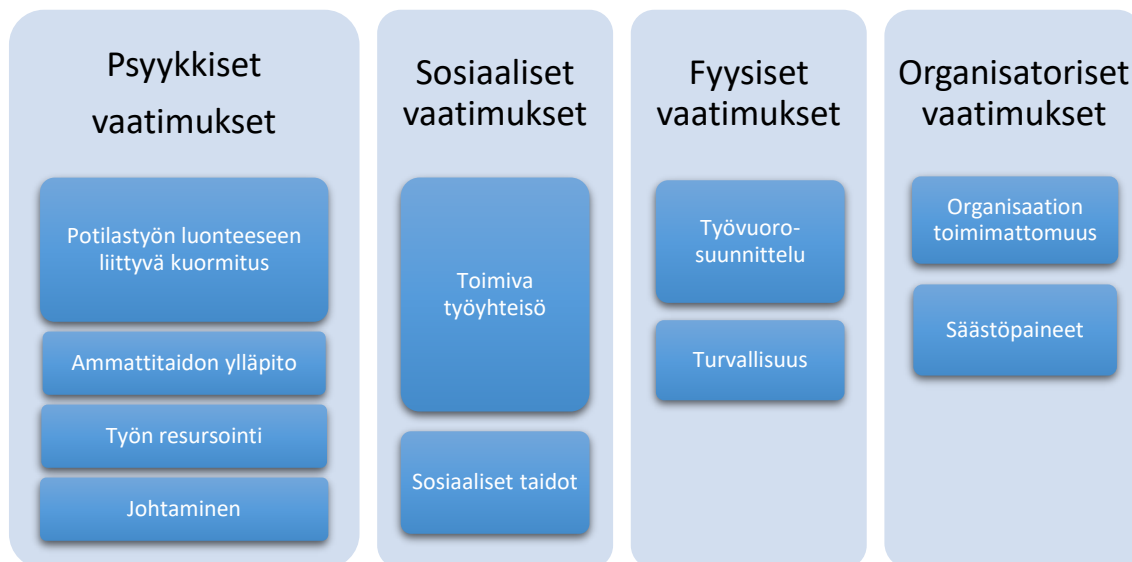 Psyykkiset
vaatimukset
Potilastyön luonteeseen
liittyvä kuormitus
Ammattitaidon ylläpito
Työn resursointi
Johtaminen
Sosiaaliset
vaatimukset
Toimiva
työyhteisö
Sosiaaliset taidot
Fyysiset
vaatimukset
Työvuoro-
suunnittelu
Turvallisuus
Organisatoriset
vaatimukset
Organisaation
toimimattomuus
Säästöpaineet